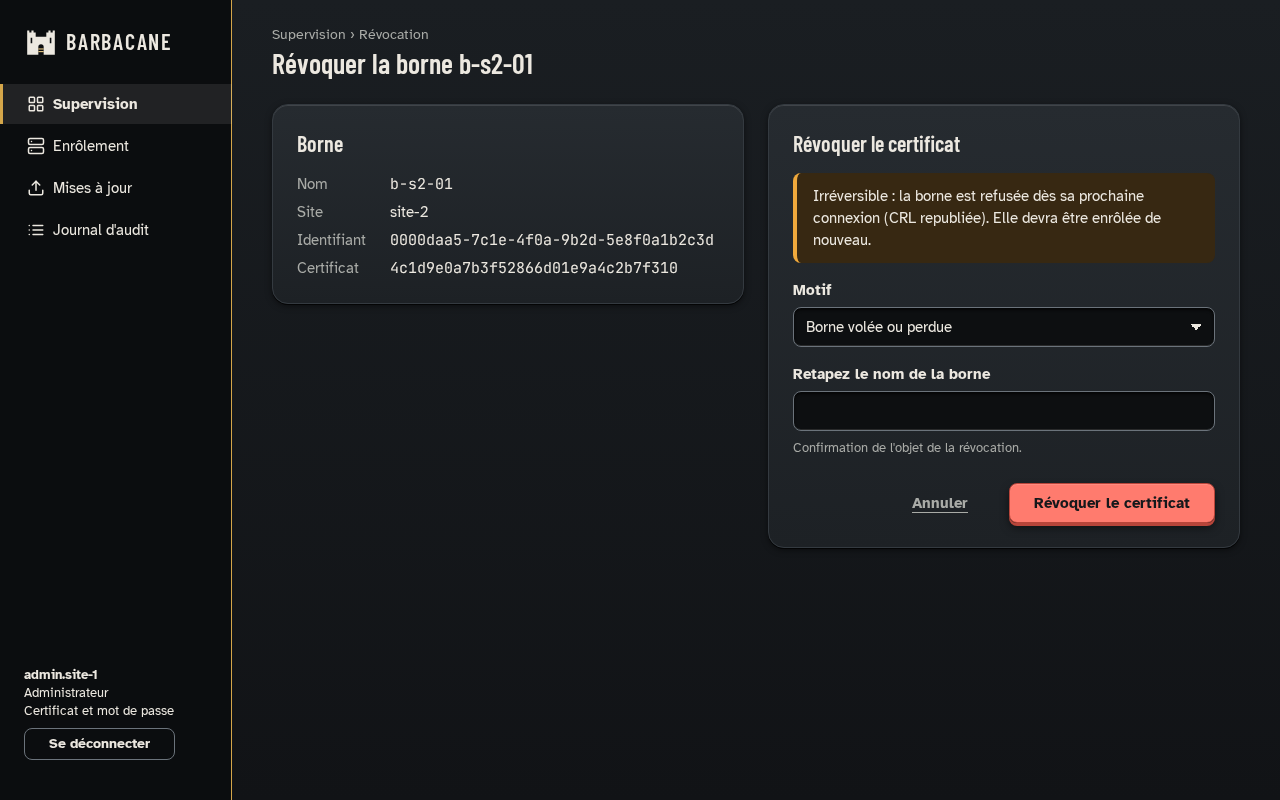 BARBACANE
Supervision
Enrôlement
Mises à jour
Journal d'audit
admin.site-1
Administrateur
Certificat et mot de passe
Se déconnecter
Supervision › Révocation
Révoquer la borne b-s2-01
Borne
Nom b-s2-01
Site site-2
Identifiant 0000daa5-7c1e-4f0a-9b2d-5e8f0a1b2c3d
Certificat 4c1d9e0a7b3f52866d01e9a4c2b7f310
Révoquer le certificat
Irréversible : la borne est refusée dès sa prochaine
connexion (CRL republiée). Elle devra être enrôlée de
nouveau.
Motif
Borne volée ou perdue
Retapez le nom de la borne
Confirmation de l'objet de la révocation.
Annuler
Révoquer le certificat